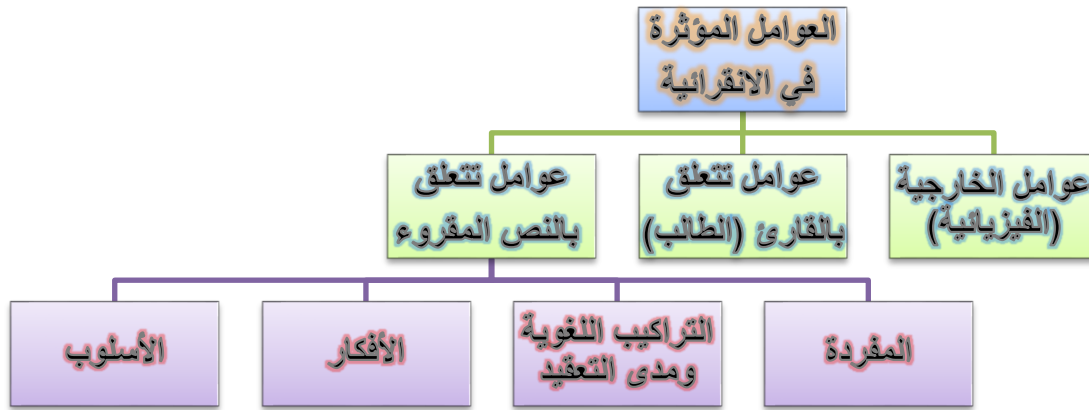 العوامل المؤثرة
في الانقرائية
عوامل الخارجية
(الفيزيائية)
عوامل تتعلق
بالقارئ (الطالب)
عوامل تتعلق
بالنص المقروء
المفردة
التراكيب اللغوية
ومدى التعقيد
الأفكار
الأسلوب